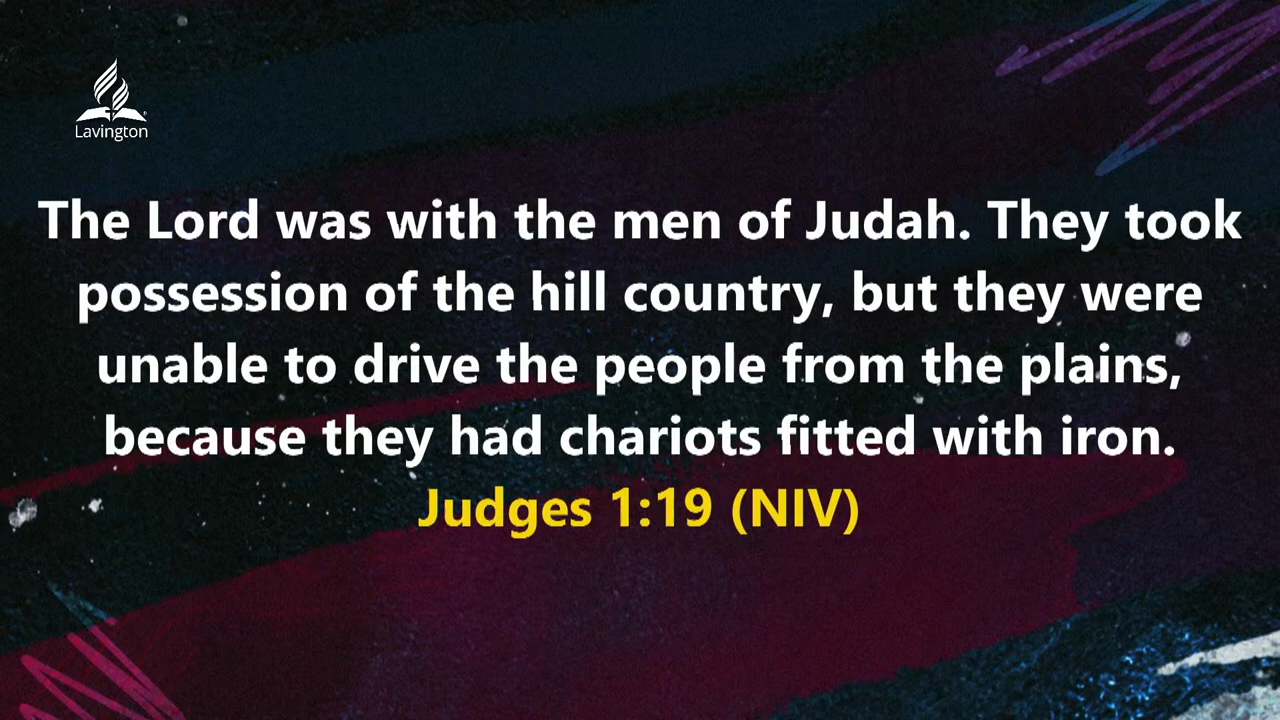 Lavington
The Lord was with the men of Judah. They took
possession of the hill country, but they were
unable to drive the people from the plains,
because they had chariots fitted with iron.
Judges 1:19 (NIV)